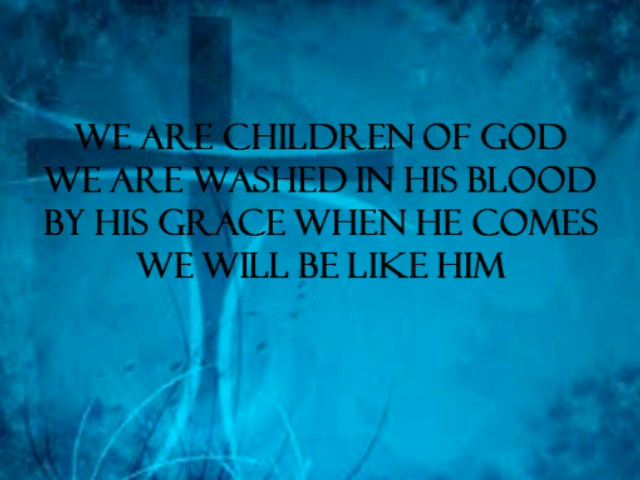 WE ARE CHILDREN OF GOD
WE ARE WASHED IN HIS BLOOD
BY HIS GRACE WHEN HE COMES
WE WILL BE LIKE HIM